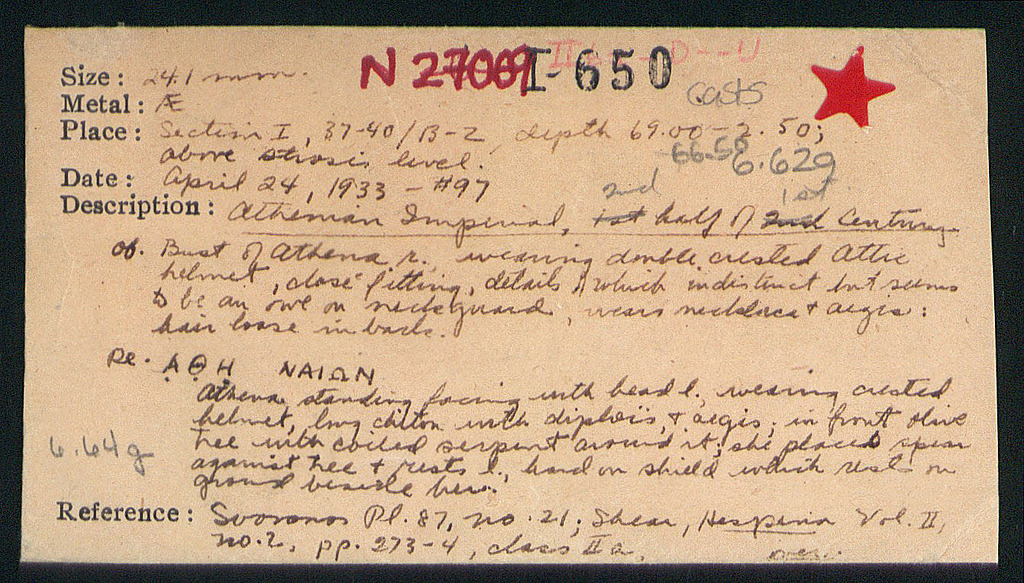 N 27009 I-650
Size: 24.1 mm. casts
Metal: Æ
Place: Section I, 37-40/B-2, depth 69.00-2.50;
above strosis level. 66.50 6.629
Date: April 24, 1933 - #97 2nd 1st
Description: Athenian Imperial, 1st half of 2nd Century
ob. Bust of Athena r., wearing double crested Attic
helmet, close fitting, details of which indistinct but seems
to be an owl on neckguard, wears necklace & aegis;
hair loose in back.
Re. ΑΘΗ ΝΑΙΩΝ
Athena standing facing with head l., wearing crested
helmet, long chiton with diplois, & aegis; in front olive
tree with coiled serpent around it; she places spear
6.64g against tree & rests l. hand on shield which rests on
ground beside her.
Reference: Svoronos Pl. 87, no. 21; Shear, Hesperia Vol. II,
no. 2, pp. 273-4, class IIa. over.